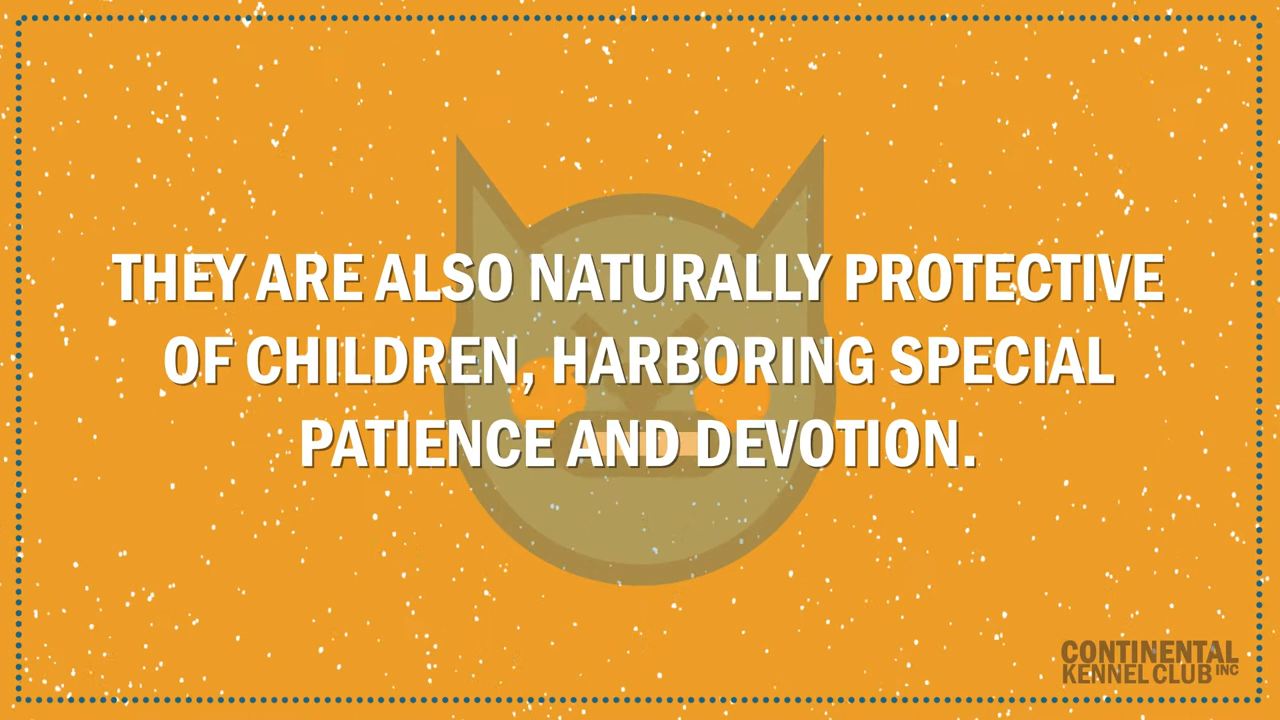 THEY ARE ALSO NATURALLY PROTECTIVE
OF CHILDREN, HARBORING SPECIAL
PATIENCE AND DEVOTION.
CONTINENTAL
KENNEL CLUB INC